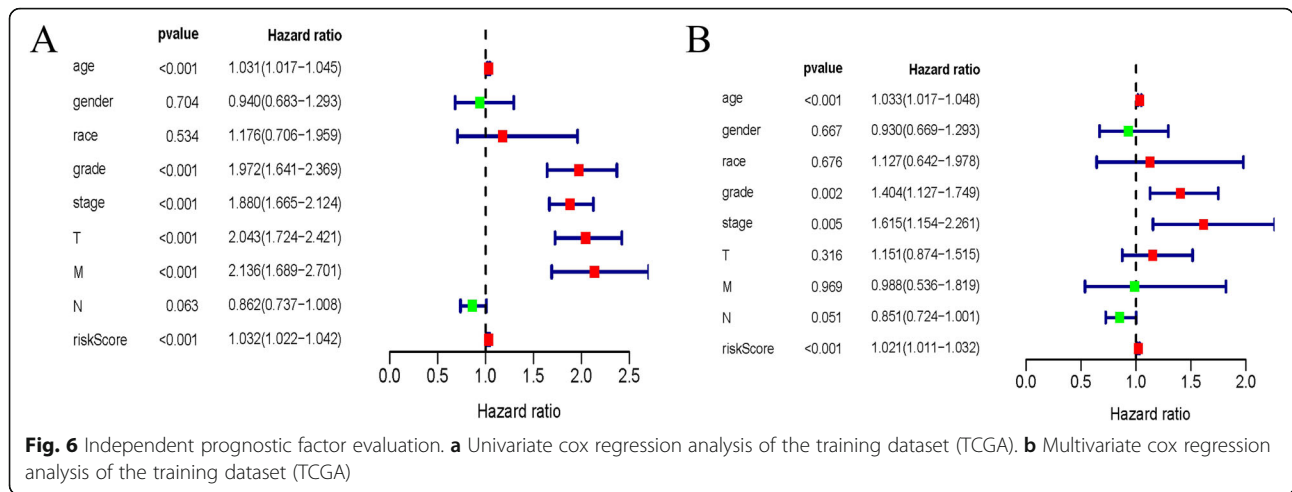 A
pvalue Hazard ratio
age <0.001 1.031(1.017−1.045)
gender 0.704 0.940(0.683−1.293)
race 0.534 1.176(0.706−1.959)
grade <0.001 1.972(1.641−2.369)
stage <0.001 1.880(1.665−2.124)
T <0.001 2.043(1.724−2.421)
M <0.001 2.136(1.689−2.701)
N 0.063 0.862(0.737−1.008)
riskScore <0.001 1.032(1.022−1.042)
0.0 0.5 1.0 1.5 2.0 2.5
Hazard ratio
B
pvalue Hazard ratio
age <0.001 1.033(1.017−1.048)
gender 0.667 0.930(0.669−1.293)
race 0.676 1.127(0.642−1.978)
grade 0.002 1.404(1.127−1.749)
stage 0.005 1.615(1.154−2.261)
T 0.316 1.151(0.874−1.515)
M 0.969 0.988(0.536−1.819)
N 0.051 0.851(0.724−1.001)
riskScore <0.001 1.021(1.011−1.032)
0.0 0.5 1.0 1.5 2.0
Hazard ratio
Fig. 6 Independent prognostic factor evaluation. a Univariate cox regression analysis of the training dataset (TCGA). b Multivariate cox regression
analysis of the training dataset (TCGA)